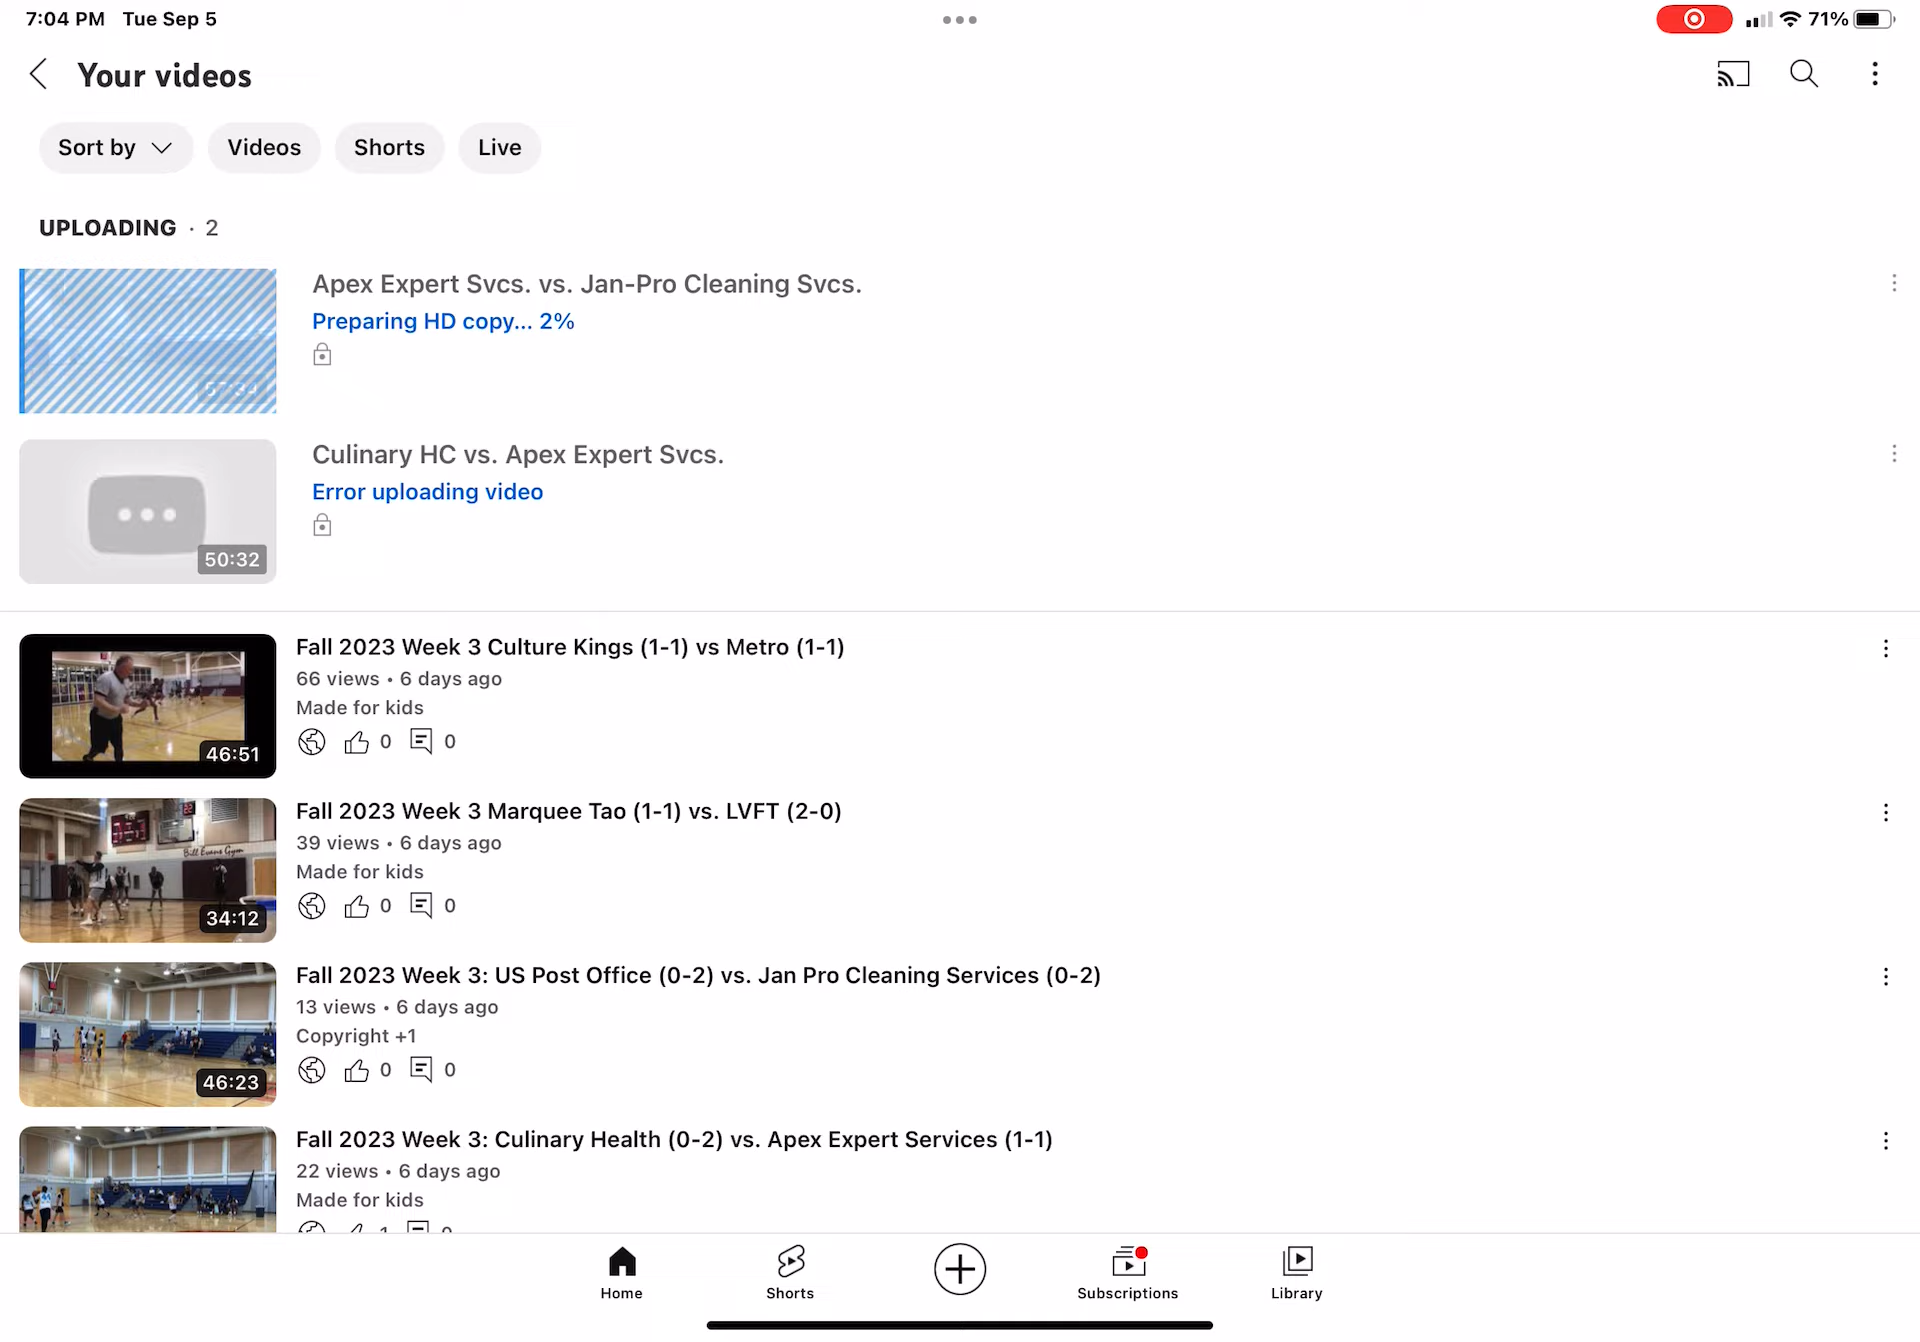 7:04 PM Tue Sep 5
71%
Your videos
Sort by
Videos
Shorts
Live
UPLOADING · 2
Apex Expert Svcs. vs. Jan-Pro Cleaning Svcs.
Preparing HD copy... 2%
Culinary HC vs. Apex Expert Svcs.
Error uploading video
50:32
Fall 2023 Week 3 Culture Kings (1-1) vs Metro (1-1)
66 views • 6 days ago
Made for kids
0 0
46:51
Fall 2023 Week 3 Marquee Tao (1-1) vs. LVFT (2-0)
39 views • 6 days ago
Made for kids
0 0
Bill Evans Gym
34:12
Fall 2023 Week 3: US Post Office (0-2) vs. Jan Pro Cleaning Services (0-2)
13 views • 6 days ago
Copyright +1
0 0
46:23
Fall 2023 Week 3: Culinary Health (0-2) vs. Apex Expert Services (1-1)
22 views • 6 days ago
Made for kids
Home
Shorts
Subscriptions
Library